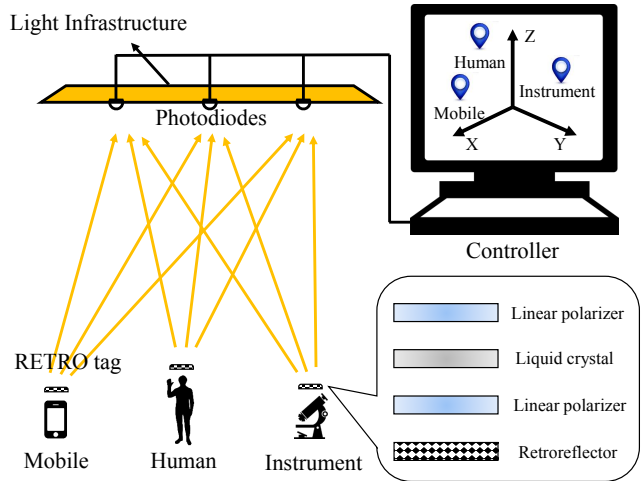 Light Infrastructure
Photodiodes
Z
Human
Instrument
Mobile
X
Y
Controller
RETRO tag
Mobile
Human
Instrument
Linear polarizer
Liquid crystal
Linear polarizer
Retroreflector